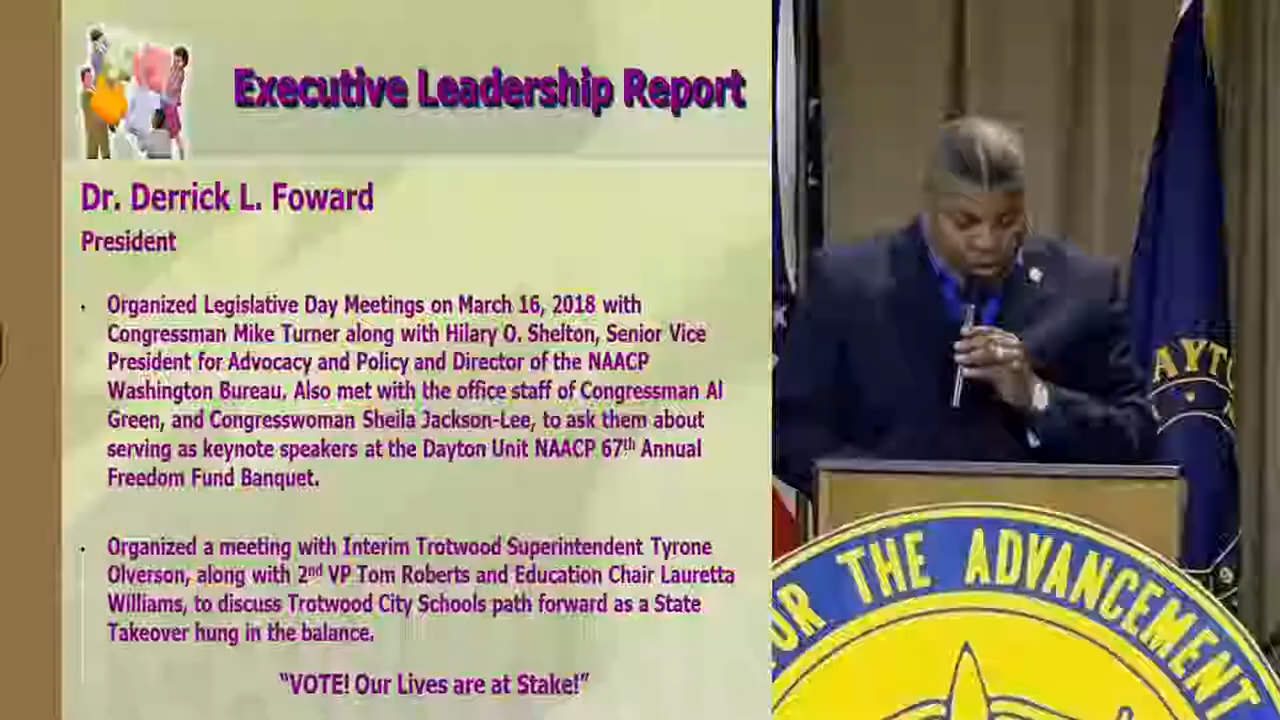 Executive Leadership Report
Dr. Derrick L. Foward
President
· Organized Legislative Day Meetings on March 16, 2018 with
Congressman Mike Turner along with Hilary O. Shelton, Senior Vice
President for Advocacy and Policy and Director of the NAACP
Washington Bureau. Also met with the office staff of Congressman Al
Green, and Congresswoman Sheila Jackson-Lee, to ask them about
serving as keynote speakers at the Dayton Unit NAACP 67th Annual
Freedom Fund Banquet.
· Organized a meeting with Interim Trotwood Superintendent Tyrone
Olverson, along with 2nd VP Tom Roberts and Education Chair Lauretta
Williams, to discuss Trotwood City Schools path forward as a State
Takeover hung in the balance.
"VOTE! Our Lives are at Stake!"
AYT
OR THE ADVANCEMENT